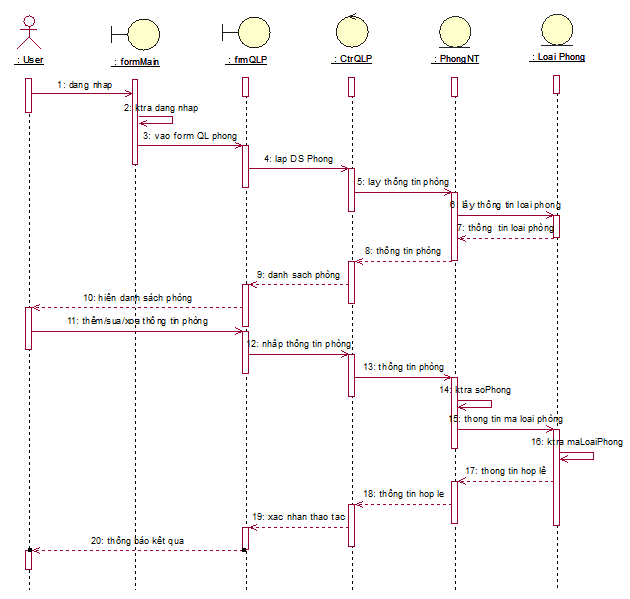 : User
: formMain
: frmQLP
: CtrQLP
: PhongNT
: Loai Phong
1: dang nhap
2: ktra dang nhap
3: vao form QL phong
4: lap DS Phong
5: lay thông tin phòng
6: lấy thông tin loai phong
7: thông tin loai phòng
8: thông tin phòng
9: danh sach phòng
10: hiên danh sách phòng
11: thêm/sua/xoa thông tin phòng
12: nhâp thông tin phòng
13: thông tin phòng
14: ktra soPhong
15: thong tin ma loai phòng
16: ktra maLoaiPhong
17: thong tin hop lê
18: thông tin hop le
19: xac nhan thao tac
20: thông báo kêt qua